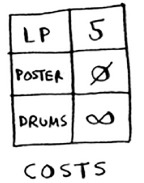 LP 5
POSTER ∅
DRUMS ∞
COSTS